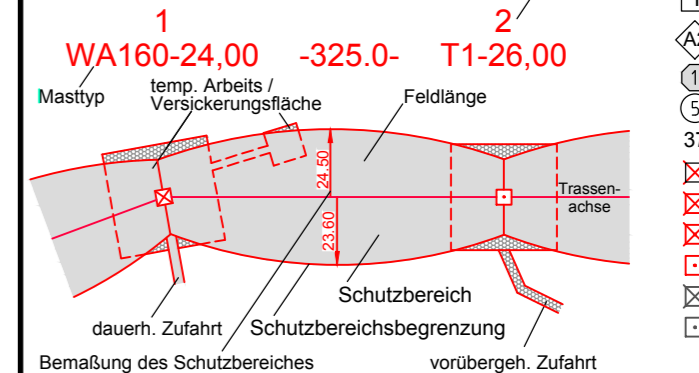 1 2
WA160-24,00 -325.0- T1-26,00
Masttyp
temp. Arbeits /
Versickerungsfläche
Feldlänge
24.50
23.60
Trassen-
achse
Schutzbereich
dauerh. Zufahrt
Schutzbereichsbegrenzung
Bemaßung des Schutzbereiches
vorübergeh. Zufahrt